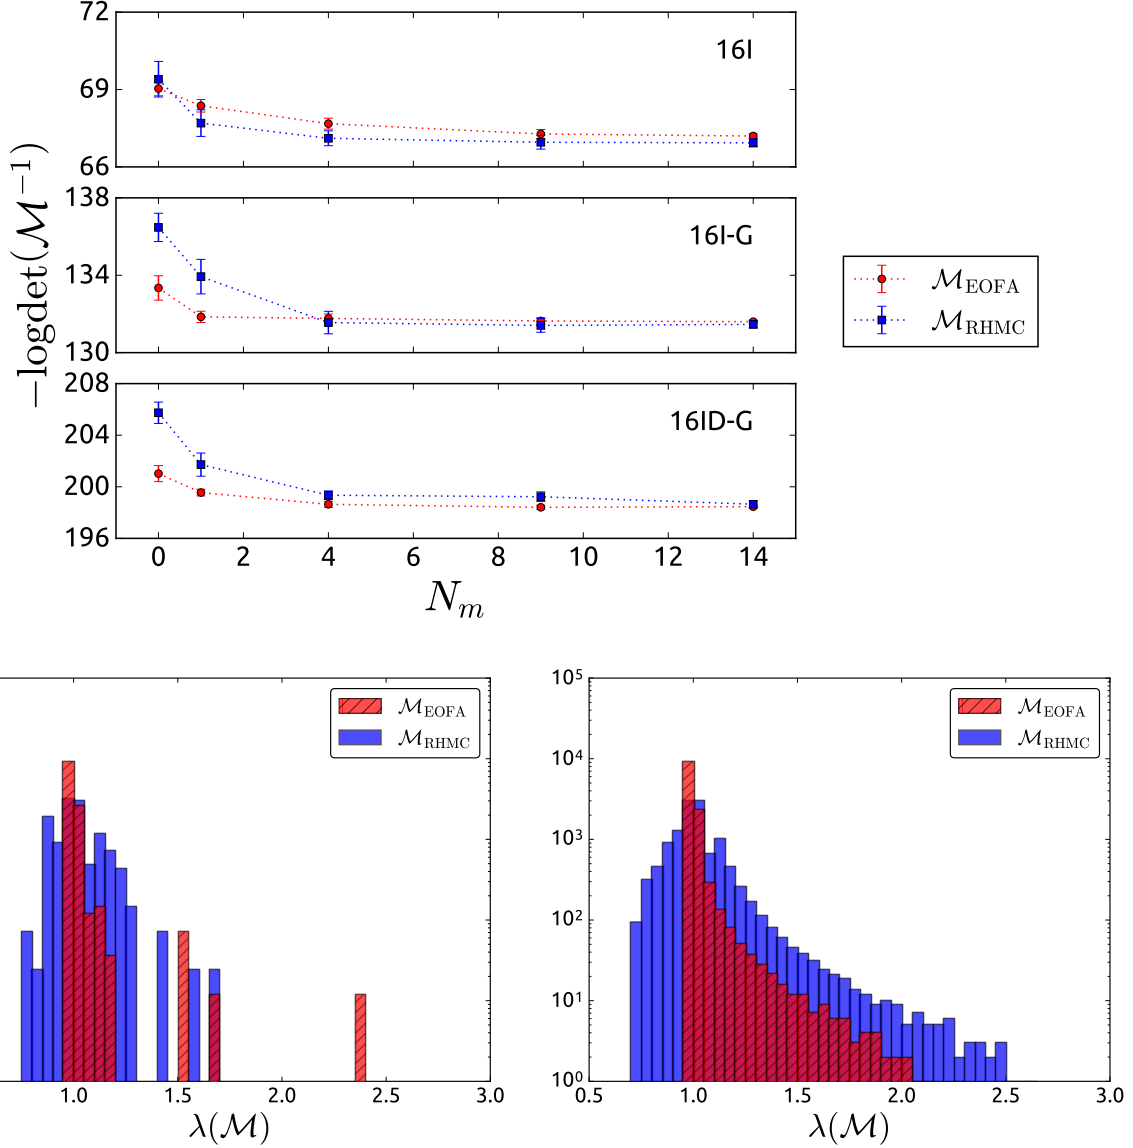 72
69
66
16I
138
134
130
16I-G
208
204
200
196
16ID-G
0 2 4 6 8 10 12 14
N_m
−logdet(ℳ⁻¹)
ℳ_EOFA
ℳ_RHMC
ℳ_EOFA
ℳ_RHMC
1.0 1.5 2.0 2.5 3.0
λ(ℳ)
10⁵
10⁴
10³
10²
10¹
10⁰
ℳ_EOFA
ℳ_RHMC
0.5 1.0 1.5 2.0 2.5 3.0
λ(ℳ)